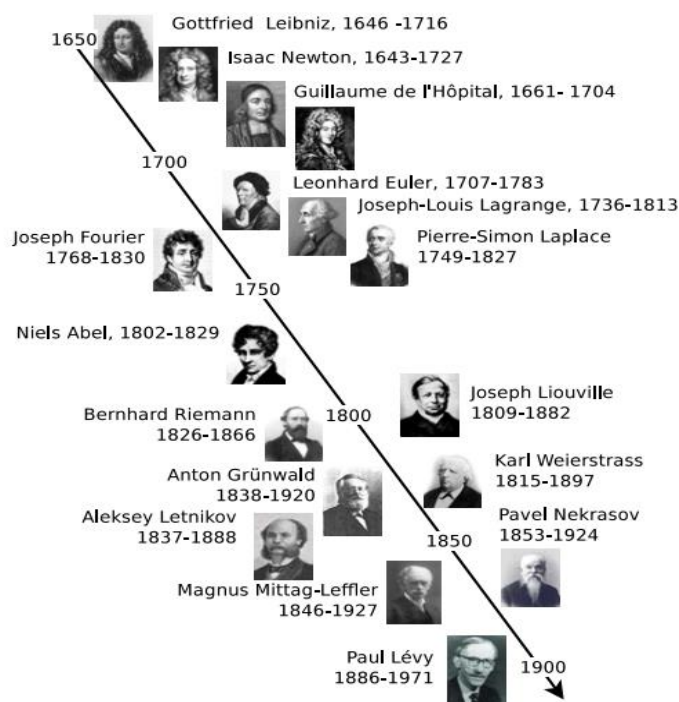 Gottfried Leibniz, 1646 -1716
1650
Isaac Newton, 1643-1727
Guillaume de l'Hôpital, 1661- 1704
1700
Leonhard Euler, 1707-1783
Joseph-Louis Lagrange, 1736-1813
Joseph Fourier
1768-1830
Pierre-Simon Laplace
1749-1827
1750
Niels Abel, 1802-1829
Joseph Liouville
1809-1882
Bernhard Riemann
1826-1866
1800
Karl Weierstrass
1815-1897
Anton Grünwald
1838-1920
Aleksey Letnikov
1837-1888
Pavel Nekrasov
1853-1924
1850
Magnus Mittag-Leffler
1846-1927
Paul Lévy
1886-1971
1900